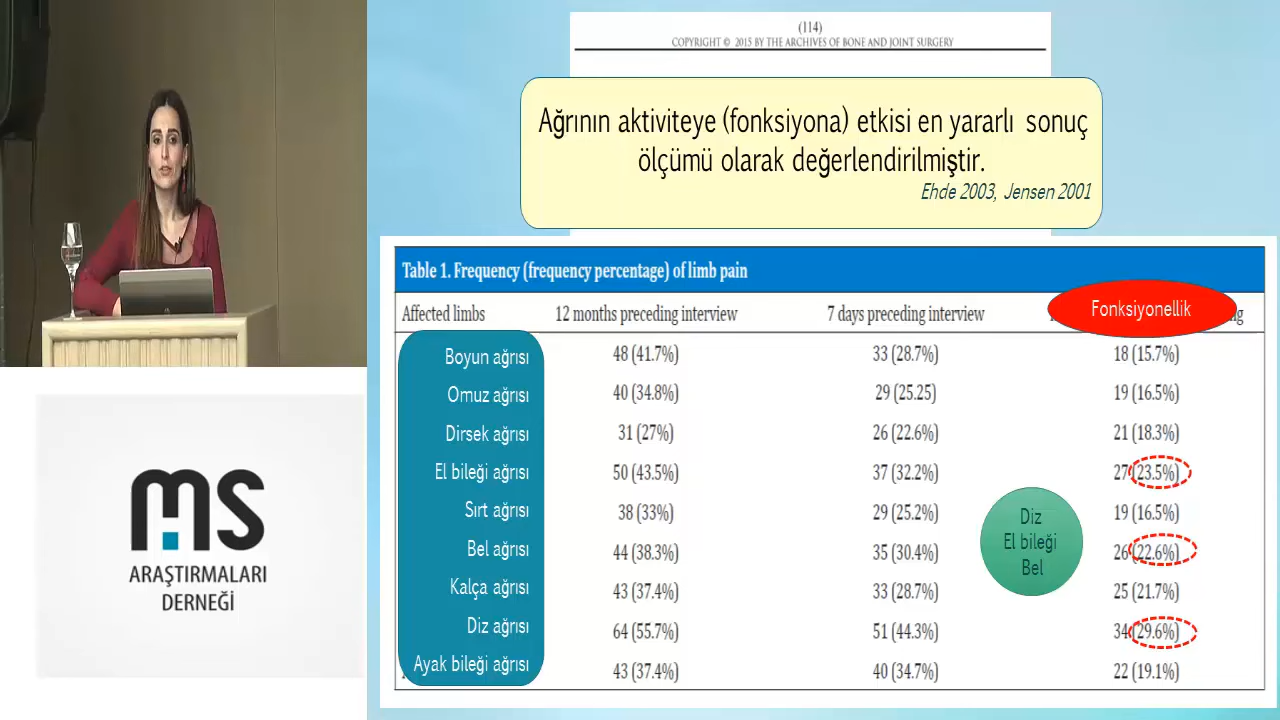 (114)
COPYRIGHT © 2015 BY THE ARCHIVES OF BONE AND JOINT SURGERY
Ağrının aktiviteye (fonksiyona) etkisi en yararlı sonuç
ölçümü olarak değerlendirilmiştir.
Ehde 2003, Jensen 2001
Table 1. Frequency (frequency percentage) of limb pain
Affected limbs 12 months preceding interview 7 days preceding interview Fonksiyonellik
Boyun ağrısı 48 (41.7%) 33 (28.7%) 18 (15.7%)
Omuz ağrısı 40 (34.8%) 29 (25.25) 19 (16.5%)
Dirsek ağrısı 31 (27%) 26 (22.6%) 21 (18.3%)
El bileği ağrısı 50 (43.5%) 37 (32.2%) 27 (23.5%)
Sırt ağrısı 38 (33%) 29 (25.2%) 19 (16.5%)
Bel ağrısı 44 (38.3%) 35 (30.4%) 26 (22.6%)
Kalça ağrısı 43 (37.4%) 33 (28.7%) 25 (21.7%)
Diz ağrısı 64 (55.7%) 51 (44.3%) 34 (29.6%)
Ayak bileği ağrısı 43 (37.4%) 40 (34.7%) 22 (19.1%)
Diz
El bileği
Bel
MS
ARAŞTIRMALARI
DERNEĞİ